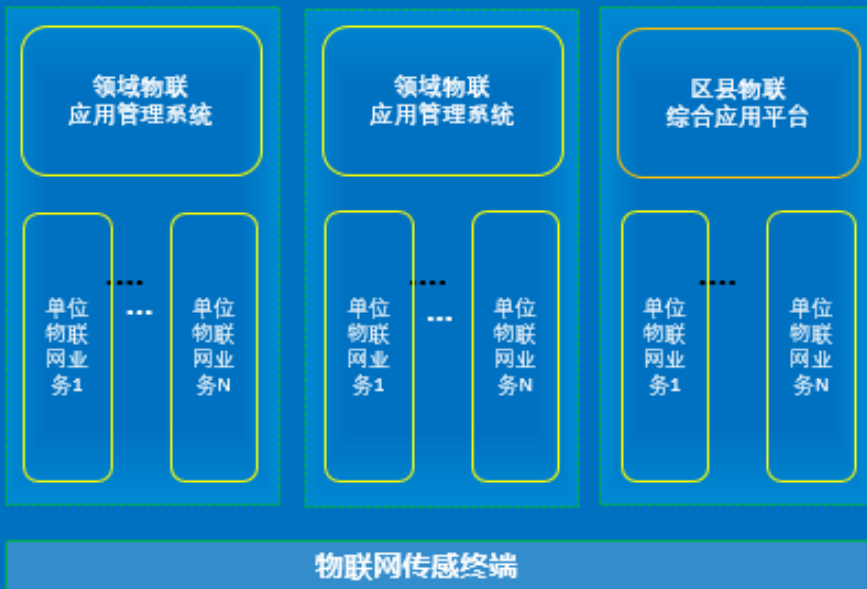 领域物联
应用管理系统
领域物联
应用管理系统
区县物联
综合应用平台
....
...
....
...
....
单位
物联
网业
务1
单位
物联
网业
务N
单位
物联
网业
务1
单位
物联
网业
务N
单位
物联
网业
务1
单位
物联
网业
务N
物联网传感终端